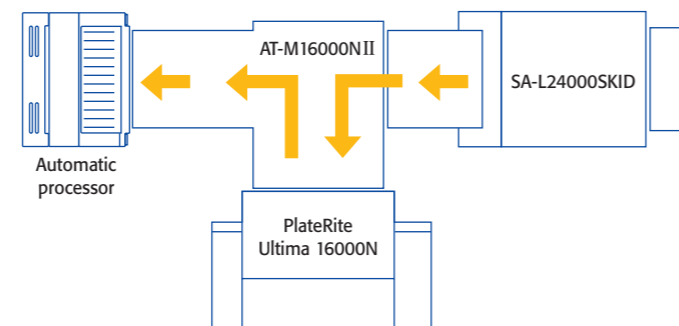 AT-M16000NII
SA-L24000SKID
Automatic
processor
PlateRite
Ultima 16000N